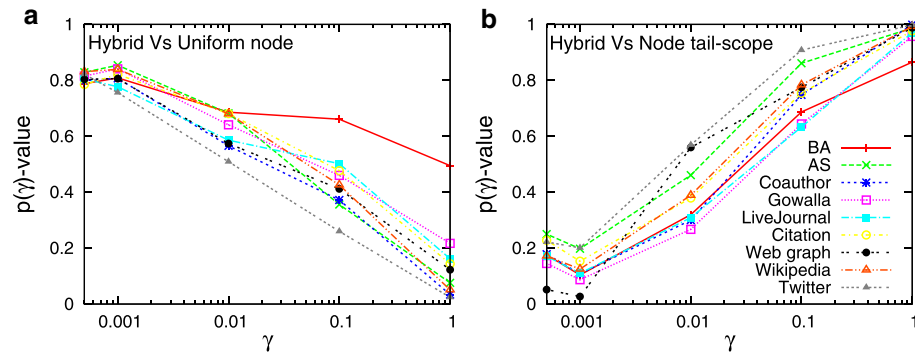 a
Hybrid Vs Uniform node
p(γ)-value
1
0.8
0.6
0.4
0.2
0
0.001
0.01
0.1
1
γ
b
Hybrid Vs Node tail-scope
p(γ)-value
1
0.8
0.6
0.4
0.2
0
BA
AS
Coauthor
Gowalla
LiveJournal
Citation
Web graph
Wikipedia
Twitter
0.001
0.01
0.1
1
γ